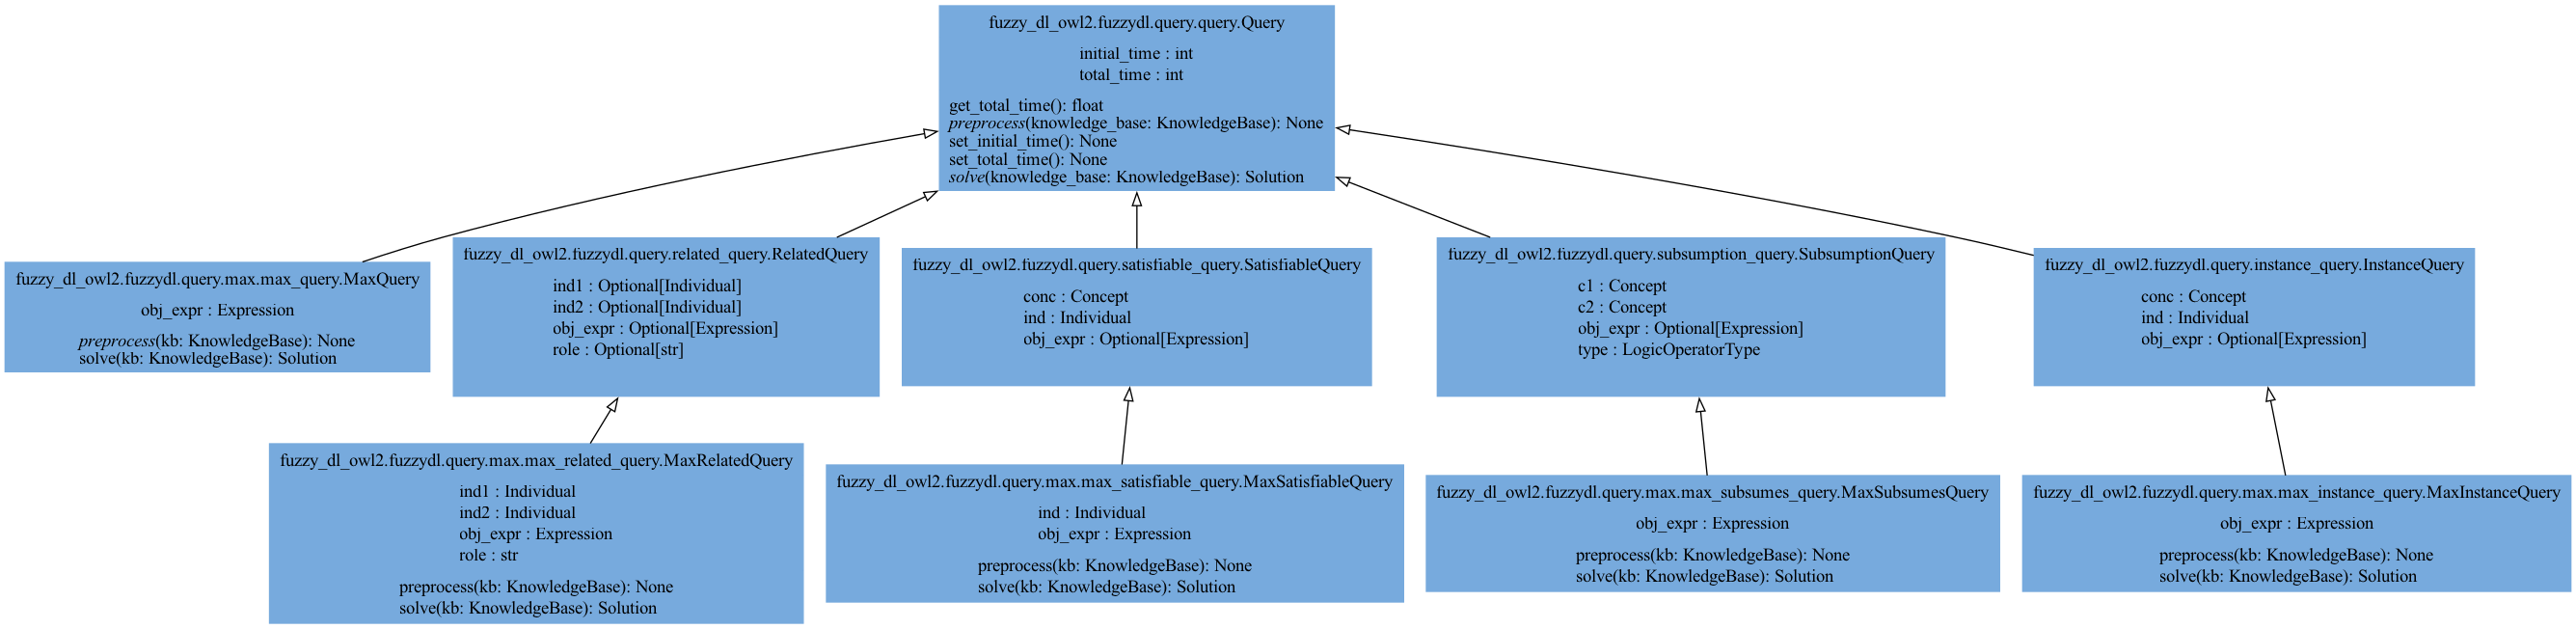 fuzzy_dl_owl2.fuzzydl.query.query.Query
initial_time : int
total_time : int
get_total_time(): float
preprocess(knowledge_base: KnowledgeBase): None
set_initial_time(): None
set_total_time(): None
solve(knowledge_base: KnowledgeBase): Solution
fuzzy_dl_owl2.fuzzydl.query.max.max_query.MaxQuery
obj_expr : Expression
preprocess(kb: KnowledgeBase): None
solve(kb: KnowledgeBase): Solution
fuzzy_dl_owl2.fuzzydl.query.related_query.RelatedQuery
ind1 : Optional[Individual]
ind2 : Optional[Individual]
obj_expr : Optional[Expression]
role : Optional[str]
fuzzy_dl_owl2.fuzzydl.query.satisfiable_query.SatisfiableQuery
conc : Concept
ind : Individual
obj_expr : Optional[Expression]
fuzzy_dl_owl2.fuzzydl.query.subsumption_query.SubsumptionQuery
c1 : Concept
c2 : Concept
obj_expr : Optional[Expression]
type : LogicOperatorType
fuzzy_dl_owl2.fuzzydl.query.instance_query.InstanceQuery
conc : Concept
ind : Individual
obj_expr : Optional[Expression]
fuzzy_dl_owl2.fuzzydl.query.max.max_related_query.MaxRelatedQuery
ind1 : Individual
ind2 : Individual
obj_expr : Expression
role : str
preprocess(kb: KnowledgeBase): None
solve(kb: KnowledgeBase): Solution
fuzzy_dl_owl2.fuzzydl.query.max.max_satisfiable_query.MaxSatisfiableQuery
ind : Individual
obj_expr : Expression
preprocess(kb: KnowledgeBase): None
solve(kb: KnowledgeBase): Solution
fuzzy_dl_owl2.fuzzydl.query.max.max_subsumes_query.MaxSubsumesQuery
obj_expr : Expression
preprocess(kb: KnowledgeBase): None
solve(kb: KnowledgeBase): Solution
fuzzy_dl_owl2.fuzzydl.query.max.max_instance_query.MaxInstanceQuery
obj_expr : Expression
preprocess(kb: KnowledgeBase): None
solve(kb: KnowledgeBase): Solution